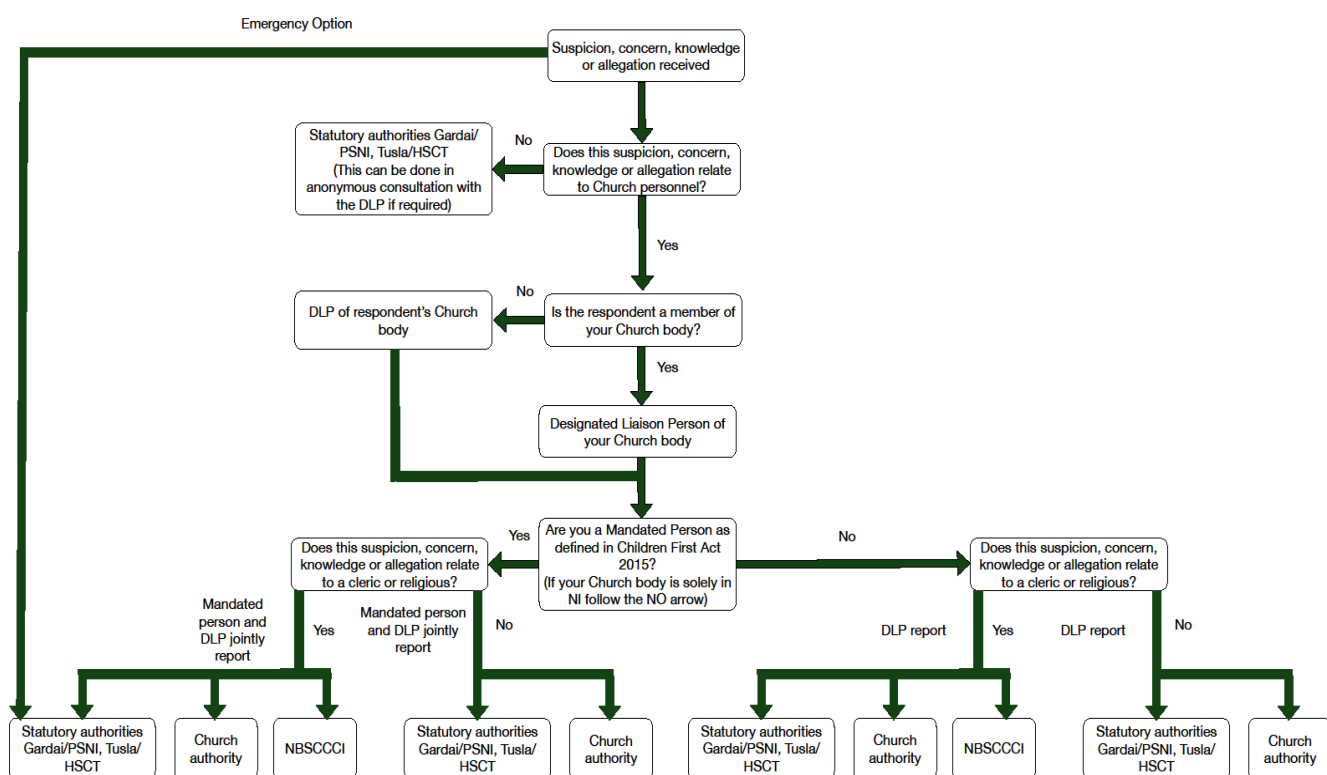 Emergency Option
Suspicion, concern, knowledge
or allegation received
Statutory authorities Gardai/
PSNI, Tusla/HSCT
(This can be done in
anonymous consultation with
the DLP if required)
No
Does this suspicion, concern,
knowledge or allegation relate
to Church personnel?
Yes
DLP of respondent's Church
body
No
Is the respondent a member of
your Church body?
Yes
Designated Liaison Person of
your Church body
Does this suspicion, concern,
knowledge or allegation relate
to a cleric or religious?
Yes
Are you a Mandated Person as
defined in Children First Act
2015?
(If your Church body is solely in
NI follow the NO arrow)
No
Does this suspicion, concern,
knowledge or allegation relate
to a cleric or religious?
Mandated
person and
DLP jointly
report
Yes
Mandated person
and DLP jointly
report
No
DLP report
Yes
DLP report
No
Statutory authorities
Gardai/PSNI, Tusla/
HSCT
Church
authority
NBSCCCI
Statutory authorities
Gardai/PSNI, Tusla/
HSCT
Church
authority
Statutory authorities
Gardai/PSNI, Tusla/
HSCT
Church
authority
NBSCCCI
Statutory authorities
Gardai/PSNI, Tusla/
HSCT
Church
authority